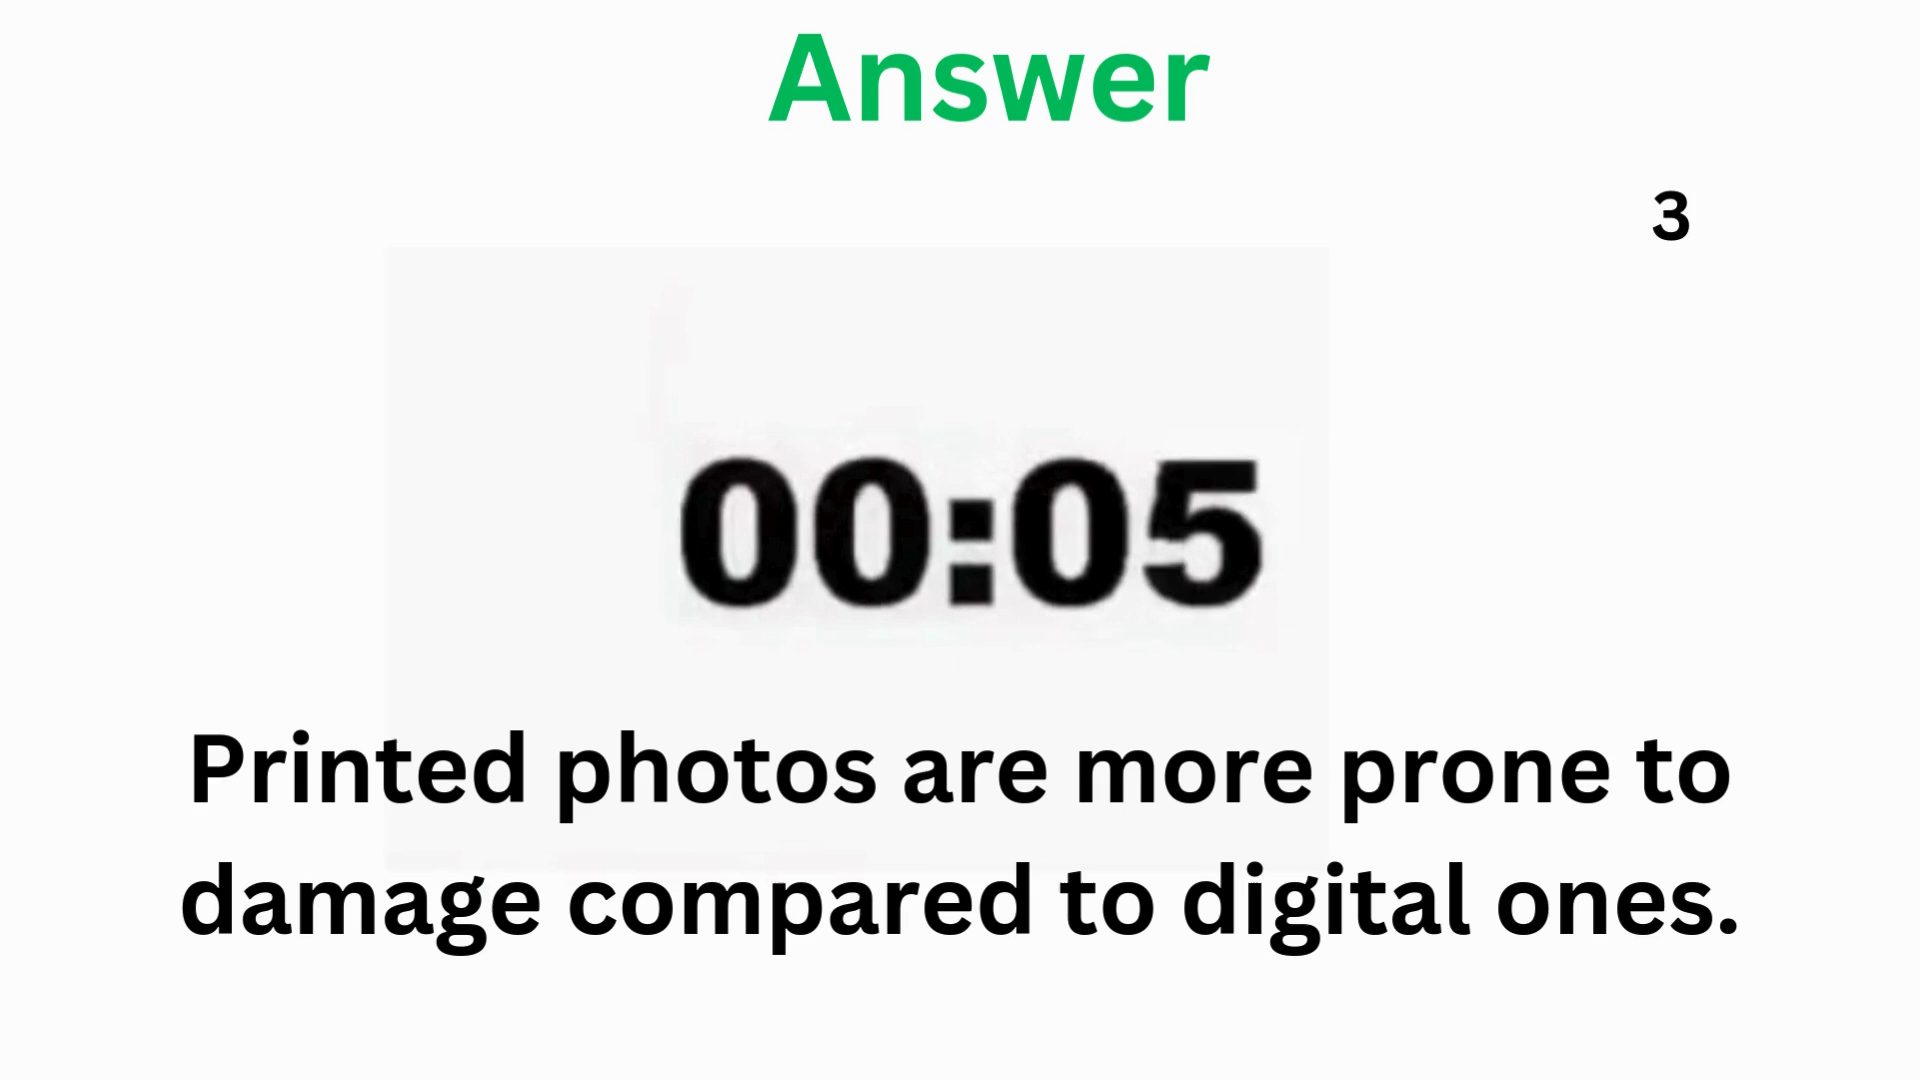 Answer
3
00:05
Printed photos are more prone to
damage compared to digital ones.